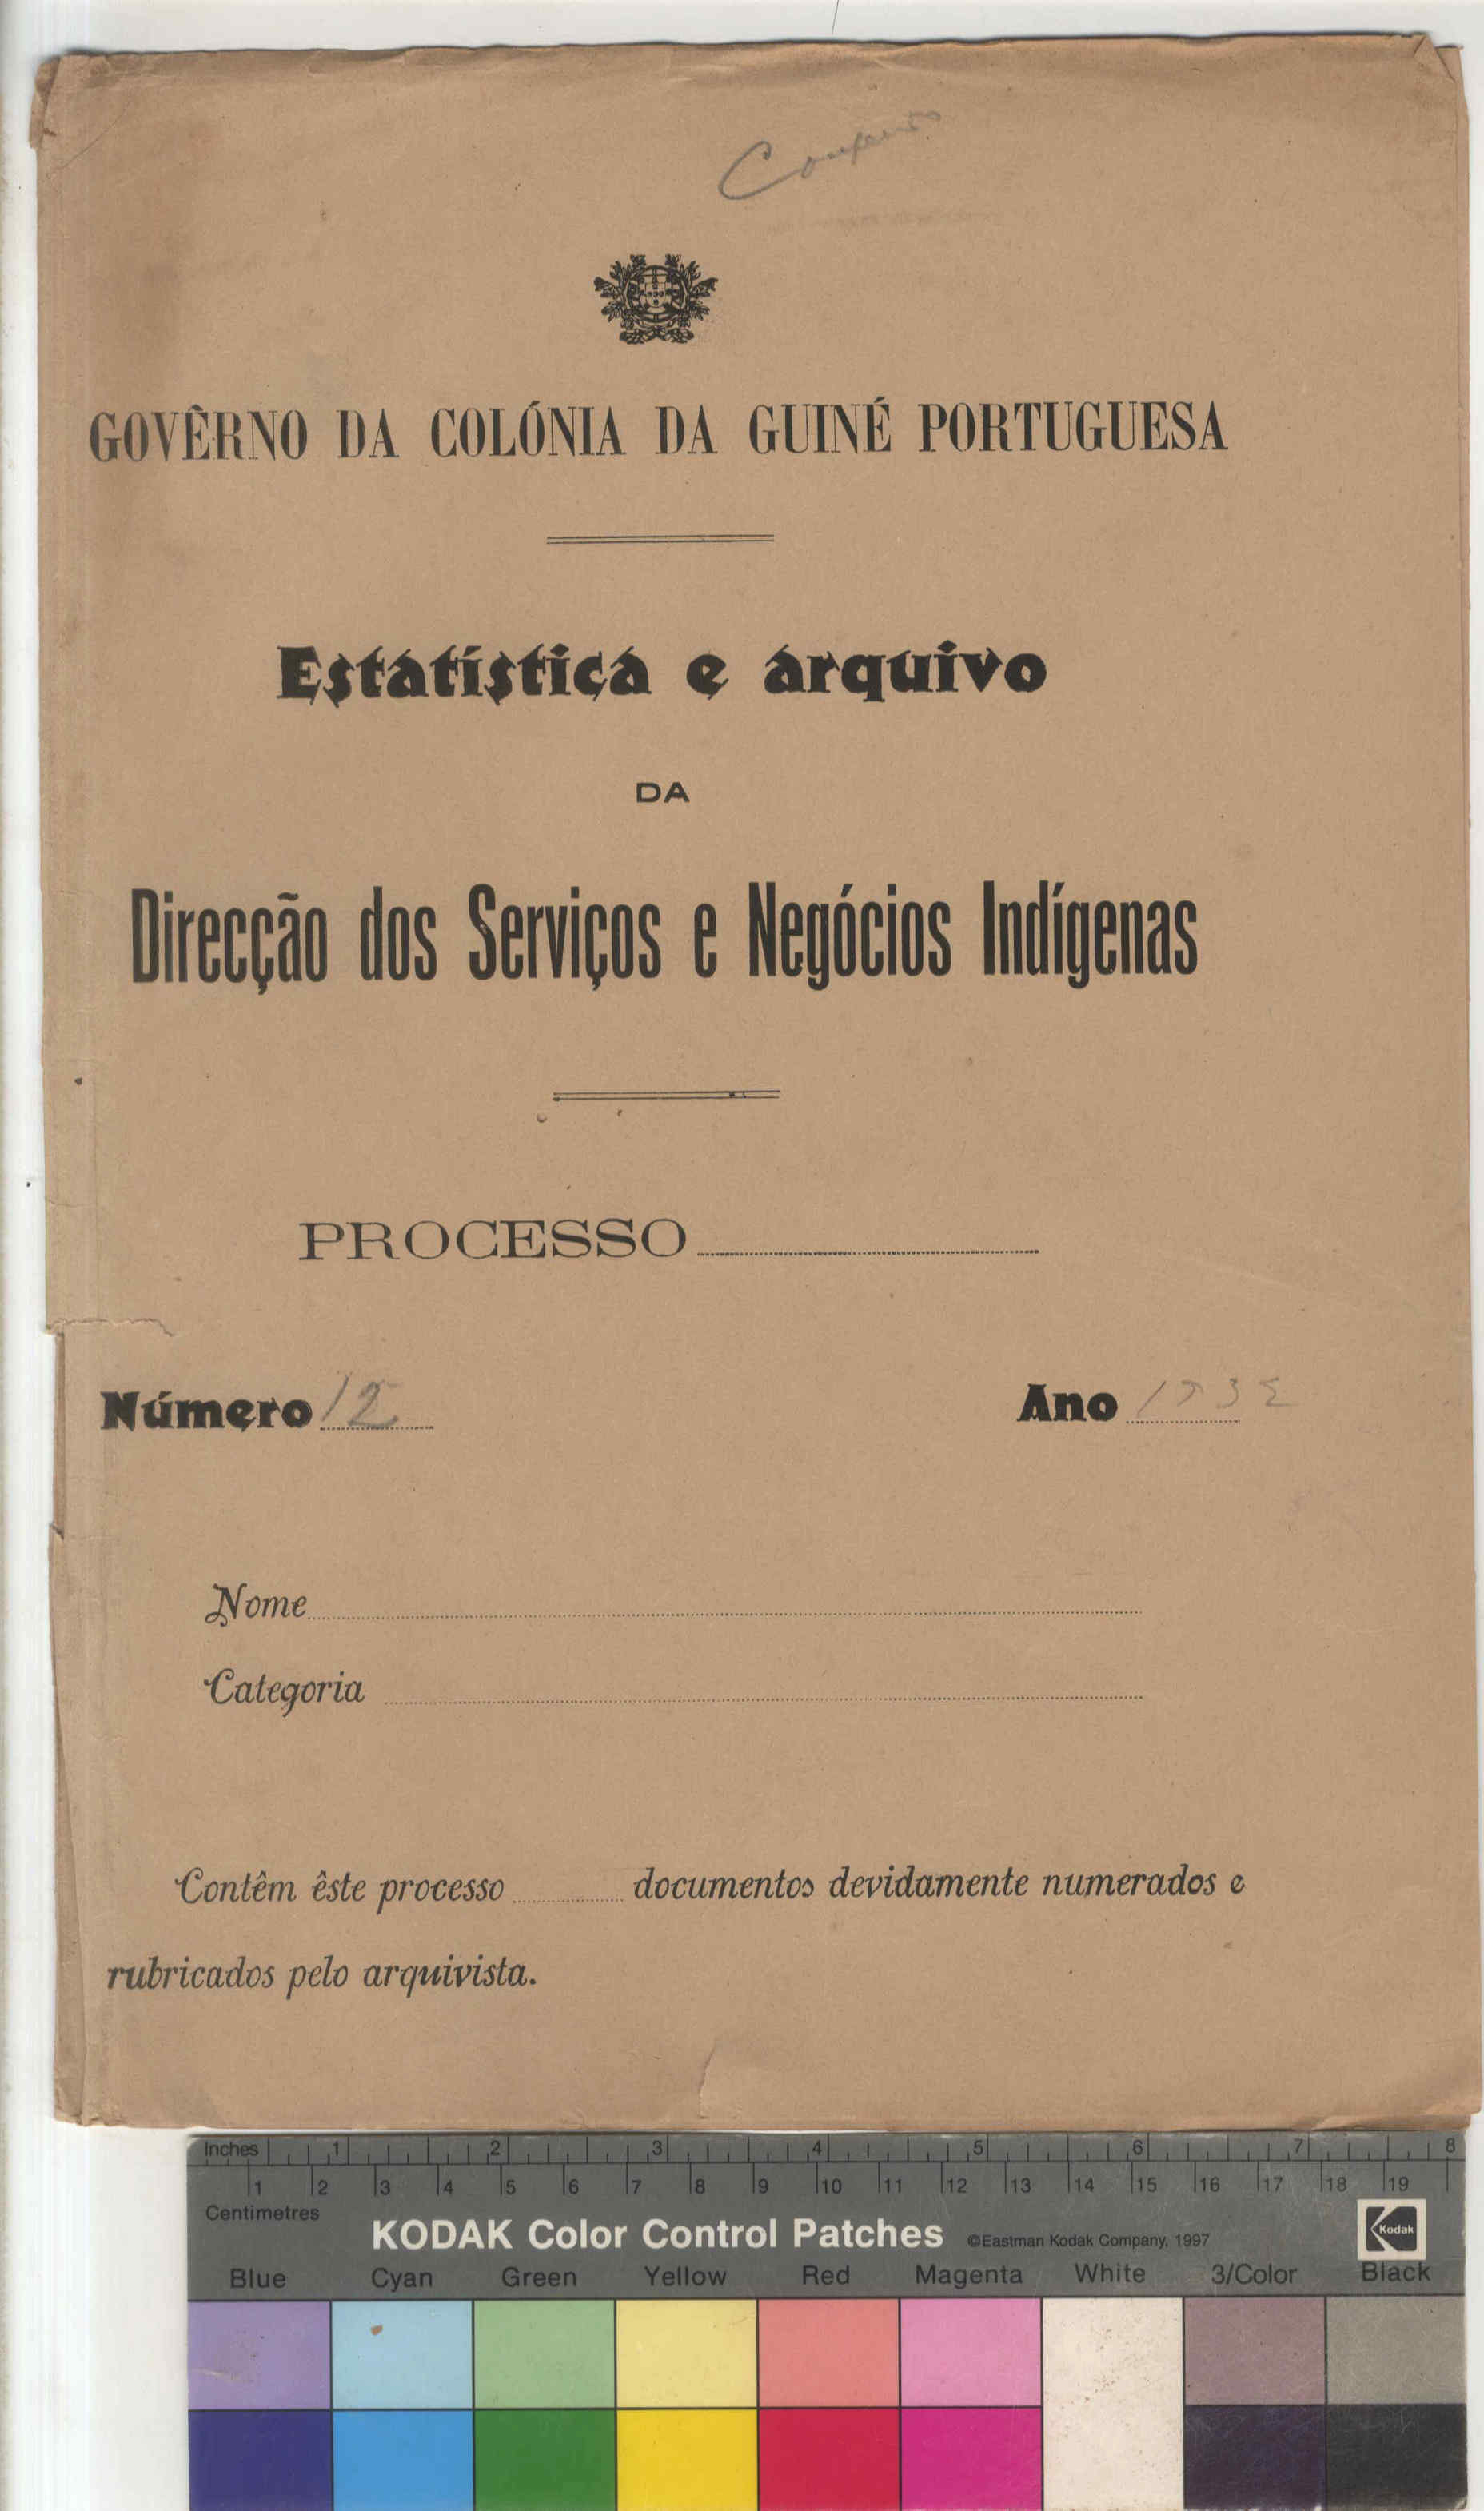 GOVÊRNO DA COLÓNIA DA GUINÉ PORTUGUESA
Estatística e arquivo
DA
Direcção dos Serviços e Negócios Indígenas
PROCESSO
Número 12
Ano
Nome
Categoria
Contêm êste processo documentos devidamente numerados e
rubricados pelo arquivista.
Inches 1 2 3 4 5 6 7 8
1 2 3 4 5 6 7 8 9 10 11 12 13 14 15 16 17 18 19
Centimetres
KODAK Color Control Patches ©Eastman Kodak Company, 1997 Kodak
Blue Cyan Green Yellow Red Magenta White 3/Color Black